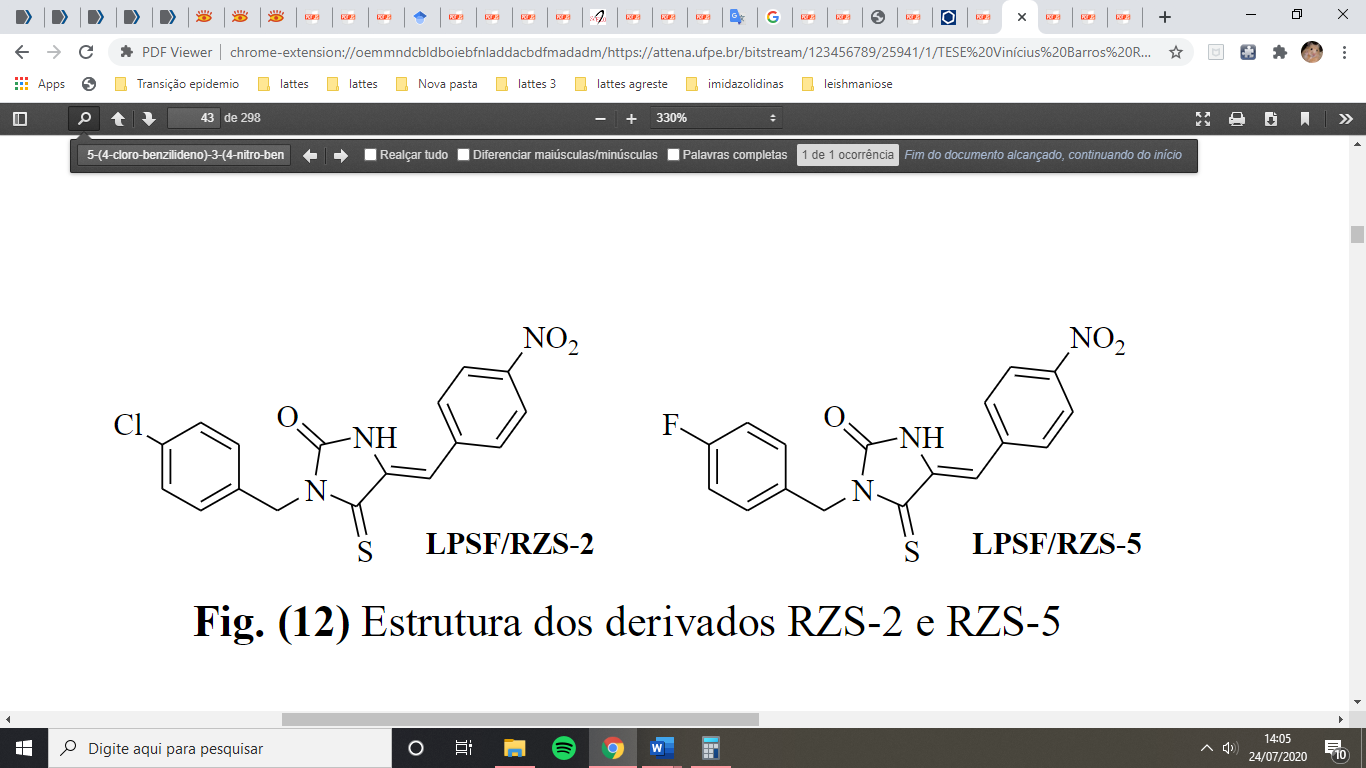 PDF Viewer | chrome-extension://oemmndcbldboiebfnladdacbdfmadadm/https://attena.ufpe.br/bitstream/123456789/25941/1/TESE%20Vinícius%20Barros%20R...
Apps Transição epidemio lattes lattes Nova pasta lattes 3 lattes agreste imidazolidinas leishmaniose
43 de 298 330%
5-(4-cloro-benzilideno)-3-(4-nitro-ben Realçar tudo Diferenciar maiúsculas/minúsculas Palavras completas 1 de 1 ocorrência Fim do documento alcançado, continuando do início
NO2 NO2
Cl O NH F O NH
N N
S LPSF/RZS-2 S LPSF/RZS-5
Fig. (12) Estrutura dos derivados RZS-2 e RZS-5
Digite aqui para pesquisar
14:05
24/07/2020
10